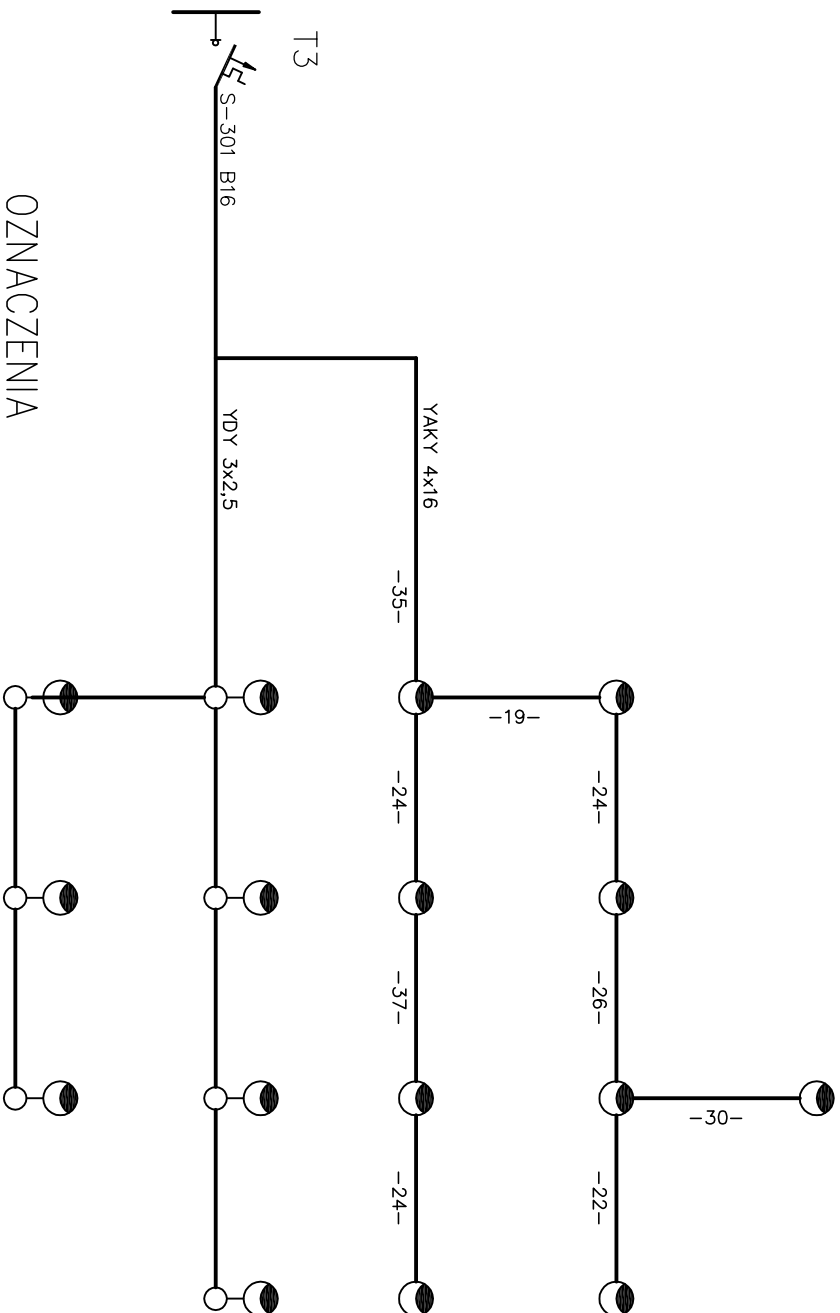 T3
S-301 B16
YAKY 4x16
YDY 3x2,5
-35-
-19-
-24-
-24-
-37-
-26-
-30-
-24-
-22-
OZNACZENIA